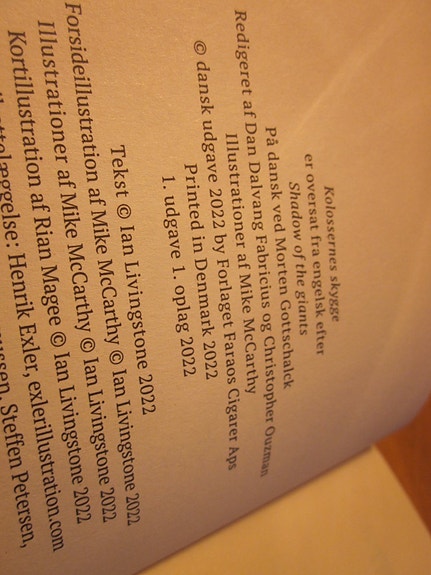 Kolossernes skygge
er oversat fra engelsk efter
Shadow of the giants
På dansk ved Morten Gottschalck
Redigeret af Dan Dalvang Fabricius og Christopher Ouzman
Illustrationer af Mike McCarthy
© dansk udgave 2022 by Forlaget Faraos Cigarer Aps
Printed in Denmark 2022
1. udgave 1. oplag 2022
Tekst © Ian Livingstone 2022
Forsideillustration af Mike McCarthy © Ian Livingstone 2022
Illustrationer af Mike McCarthy © Ian Livingstone 2022
Kortillustration af Rian Magee © Ian Livingstone 2022
Henrik Exler, exlerillustration.com
Steffen Petersen,